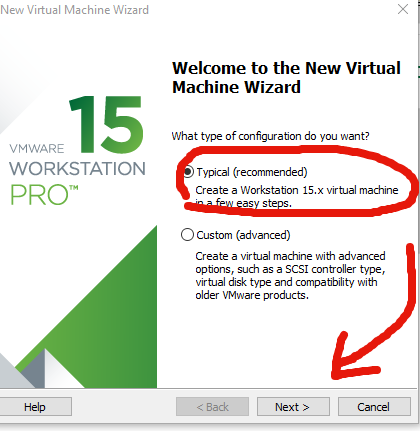 New Virtual Machine Wizard
15
VMWARE
WORKSTATION
PRO™
Welcome to the New Virtual
Machine Wizard
What type of configuration do you want?
Typical (recommended)
Create a Workstation 15.x virtual machine
in a few easy steps.
Custom (advanced)
Create a virtual machine with advanced
options, such as a SCSI controller type,
virtual disk type and compatibility with
older VMware products.
Help
< Back
Next >
Cancel